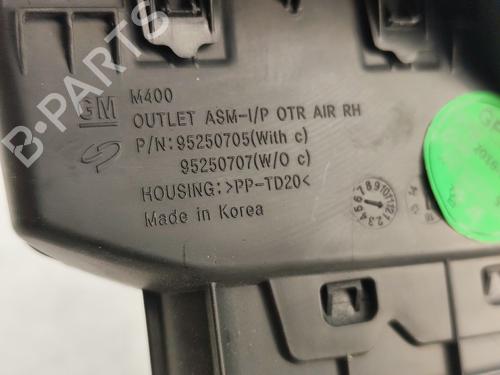 B-PARTS
GM
M400
OUTLET ASM-I/P OTR AIR RH
P/N:95250705(With c)
95250707(W/O c)
HOUSING:>PP-TD20<
Made in Korea